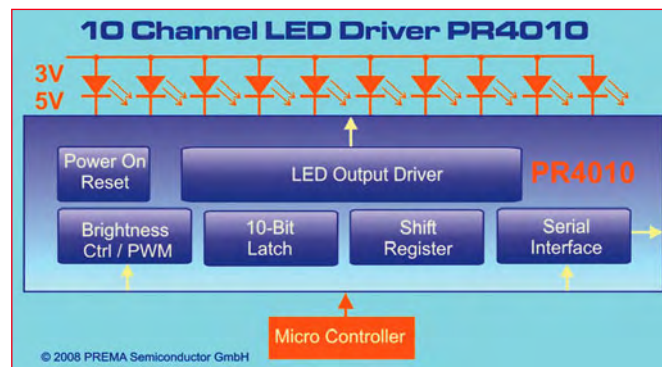 10 Channel LED Driver PR4010
3V
5V
Power On
Reset
LED Output Driver
PR4010
Brightness
Ctrl / PWM
10-Bit
Latch
Shift
Register
Serial
Interface
Micro Controller
© 2008 PREMA Semiconductor GmbH